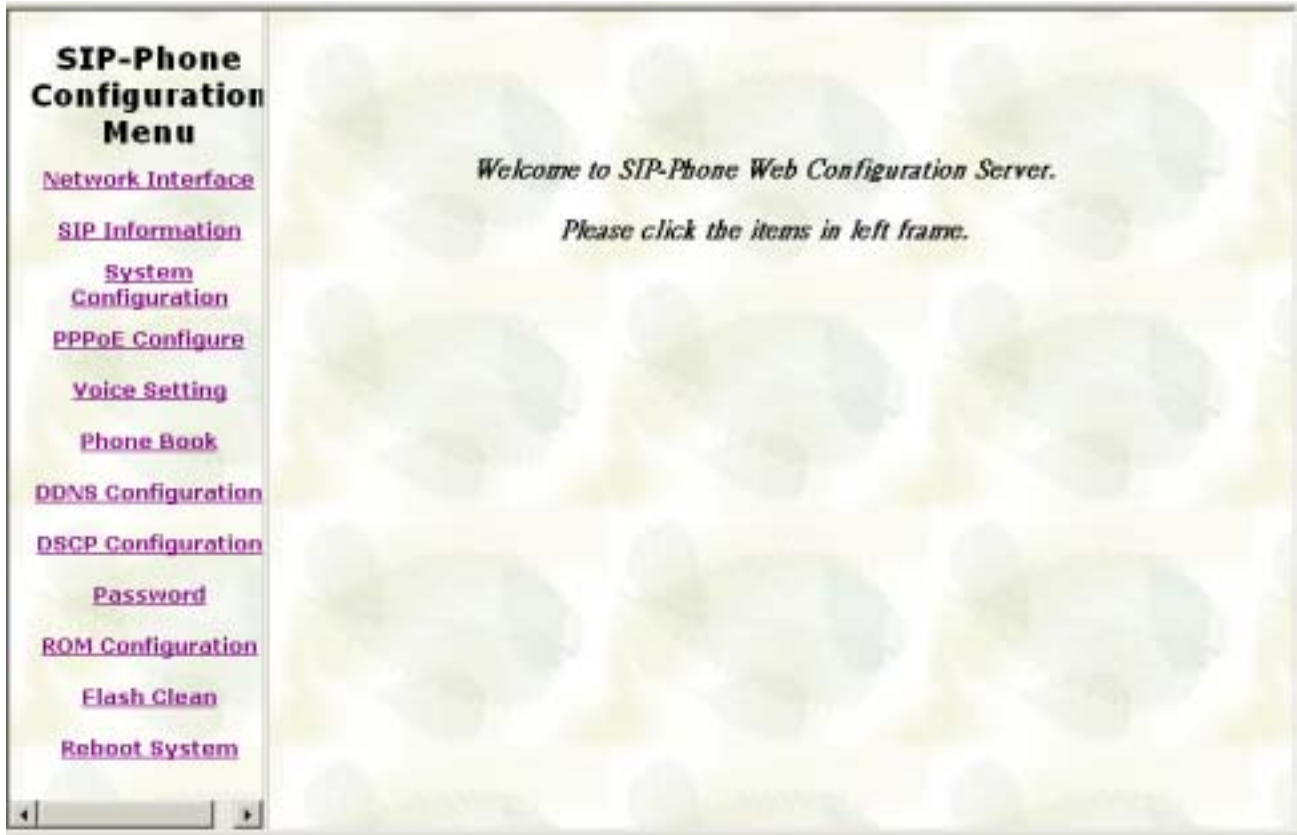 SIP-Phone
Configuration
Menu
Network Interface
SIP Information
System
Configuration
PPPoE Configure
Voice Setting
Phone Book
DDNS Configuration
DSCP Configuration
Password
ROM Configuration
Flash Clean
Reboot System
Welcome to SIP-Phone Web Configuration Server.
Please click the items in left frame.